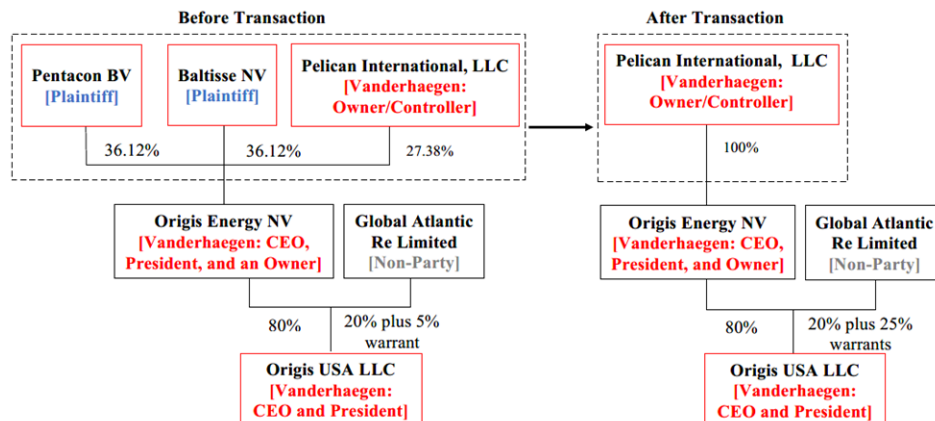 Before Transaction
Pentacon BV
[Plaintiff]
Baltisse NV
[Plaintiff]
Pelican International, LLC
[Vanderhaegen:
Owner/Controller]
36.12%
36.12%
27.38%
Origis Energy NV
[Vanderhaegen: CEO,
President, and an Owner]
Global Atlantic
Re Limited
[Non-Party]
80%
20% plus 5%
warrant
Origis USA LLC
[Vanderhaegen:
CEO and President]
After Transaction
Pelican International, LLC
[Vanderhaegen:
Owner/Controller]
100%
Origis Energy NV
[Vanderhaegen: CEO,
President, and Owner]
Global Atlantic
Re Limited
[Non-Party]
80%
20% plus 25%
warrants
Origis USA LLC
[Vanderhaegen:
CEO and President]